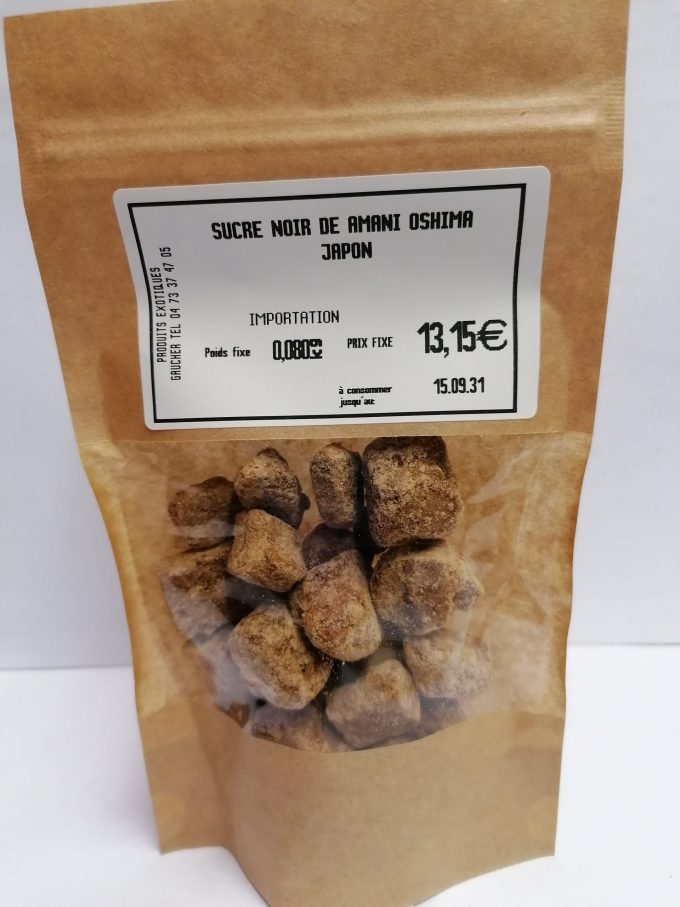 SUCRE NOIR DE AMANI OSHIMA
JAPON
PRODUITS EXOTIQUES
GAUCHER TEL 04 73 37 47 05
IMPORTATION
Poids fixe 0,080KG PRIX FIXE 13,15€
à consommer
jusqu'au: 15.09.31